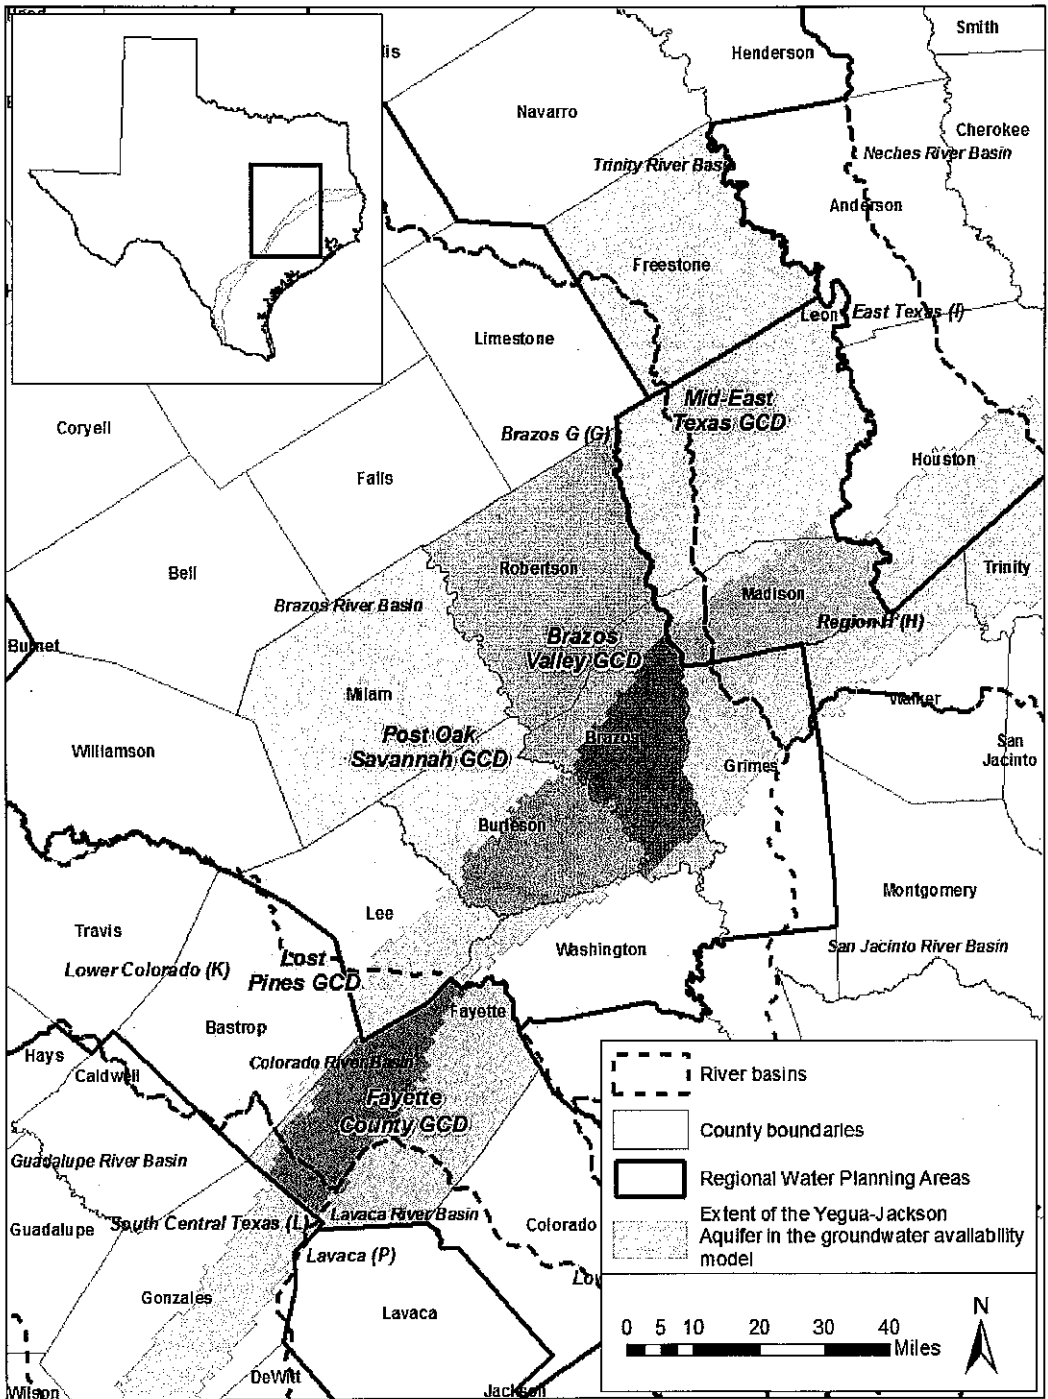 Smith
Henderson
Navarro
Cherokee
Neches River Basin
Trinity River Basin
Anderson
Freestone
Leon
East Texas (I)
Limestone
Mid-East
Texas GCD
Coryell
Brazos G (G)
Houston
Falls
Robertson
Trinity
Bell
Madison
Brazos River Basin
Region H (H)
Burnet
Brazos
Valley GCD
Milam
Walker
Post Oak
Savannah GCD
Brazos
Williamson
San
Jacinto
Grimes
Burleson
Montgomery
Lee
Travis
Washington
San Jacinto River Basin
Lower Colorado (K)
Lost
Pines GCD
Fayette
Bastrop
Hays
Colorado River Basin
Caldwell
Fayette
County GCD
Guadalupe River Basin
Lavaca River Basin
South Central Texas (L)
Guadalupe
Colorado
Lavaca (P)
Gonzales
Lavaca
DeWitt
Wilson
Jackson
River basins
County boundaries
Regional Water Planning Areas
Extent of the Yegua-Jackson
Aquifer in the groundwater availability
model
N
0 5 10 20 30 40
Miles